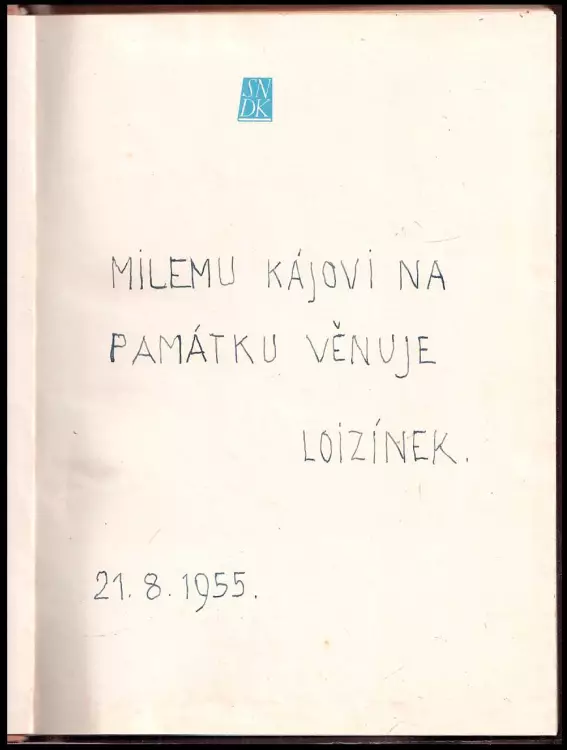 SN
DK
MILEMU KÁJOVI NA
PAMÁTKU VĚNUJE
LOIZÍNEK.
21.8.1955.